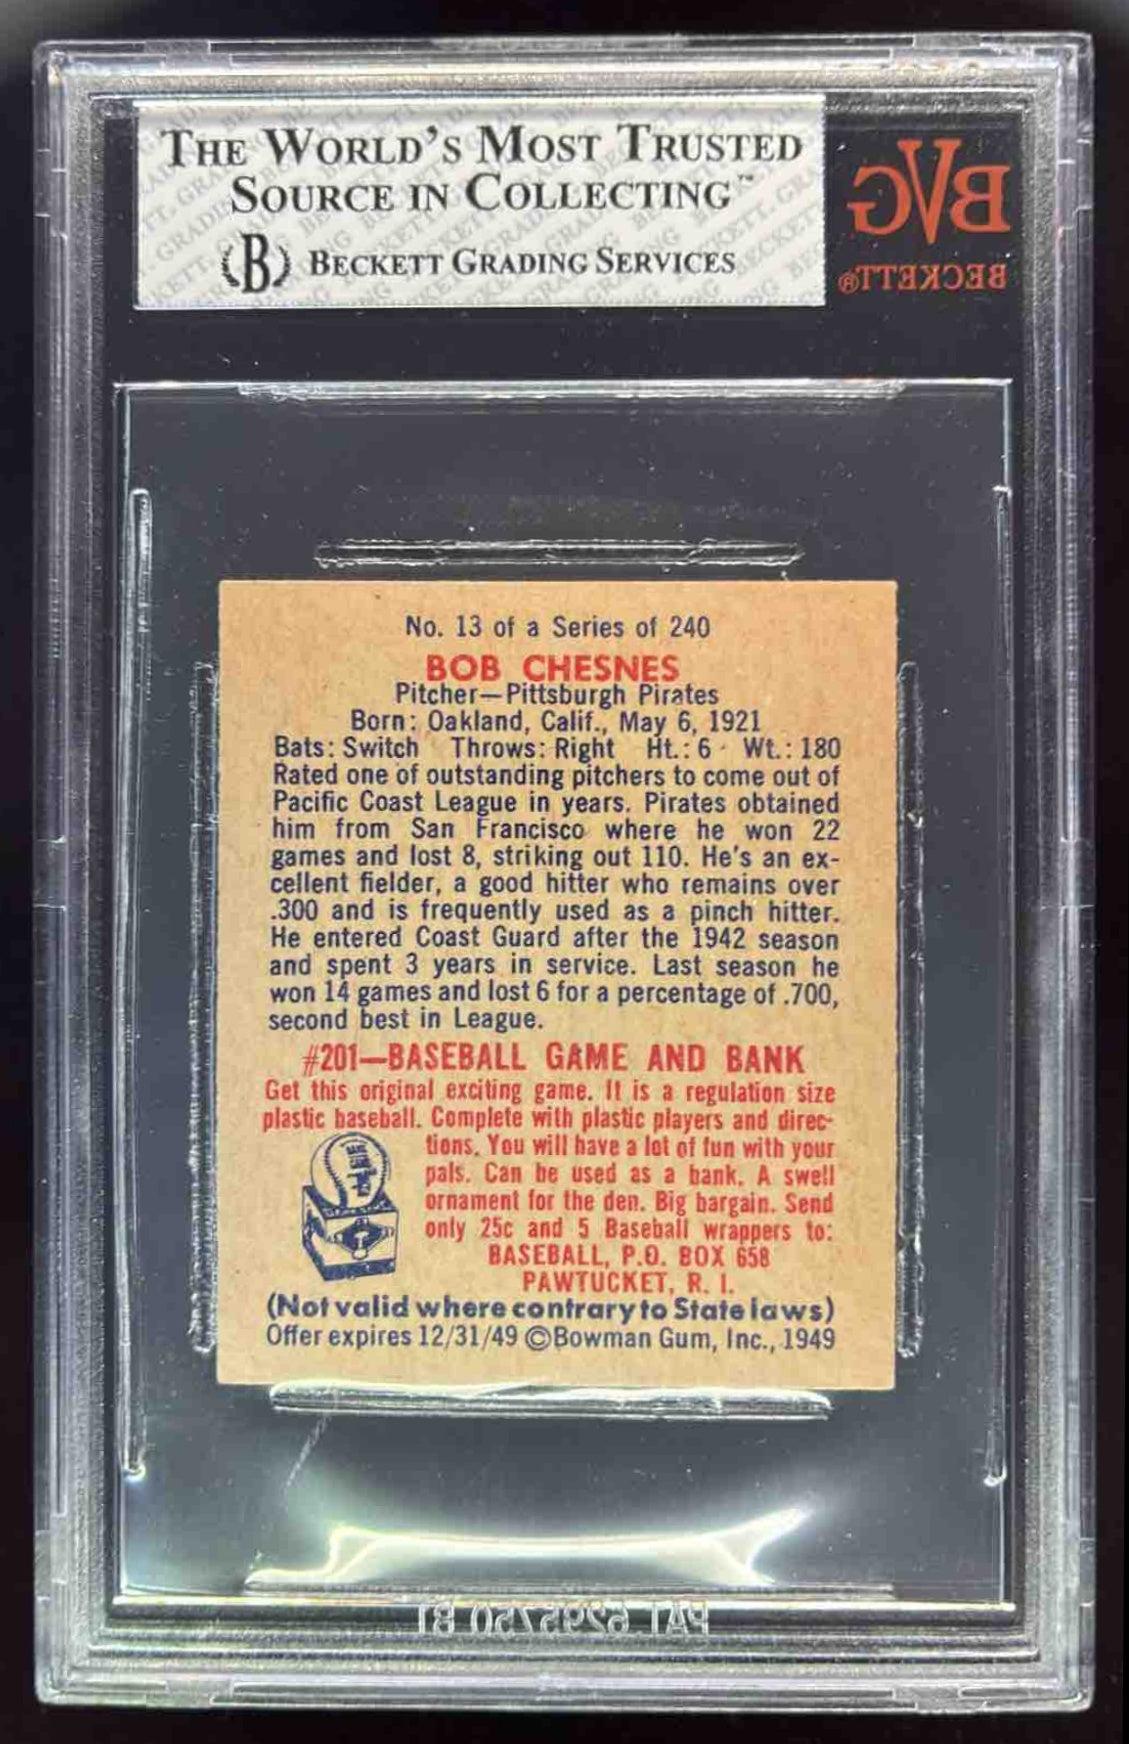 THE WORLD'S MOST TRUSTED
SOURCE IN COLLECTING™
(B) BECKETT GRADING SERVICES
BVG
BECKETT®
No. 13 of a Series of 240
BOB CHESNES
Pitcher—Pittsburgh Pirates
Born: Oakland, Calif., May 6, 1921
Bats: Switch Throws: Right Ht.: 6 Wt.: 180
Rated one of outstanding pitchers to come out of
Pacific Coast League in years. Pirates obtained
him from San Francisco where he won 22
games and lost 8, striking out 110. He's an ex-
cellent fielder, a good hitter who remains over
.300 and is frequently used as a pinch hitter.
He entered Coast Guard after the 1942 season
and spent 3 years in service. Last season he
won 14 games and lost 6 for a percentage of .700,
second best in League.
#201—BASEBALL GAME AND BANK
Get this original exciting game. It is a regulation size
plastic baseball. Complete with plastic players and direc-
tions. You will have a lot of fun with your
pals. Can be used as a bank. A swell
ornament for the den. Big bargain. Send
only 25c and 5 Baseball wrappers to:
BASEBALL, P.O. BOX 658
PAWTUCKET, R. I.
(Not valid where contrary to State laws)
Offer expires 12/31/49 ©Bowman Gum, Inc., 1949